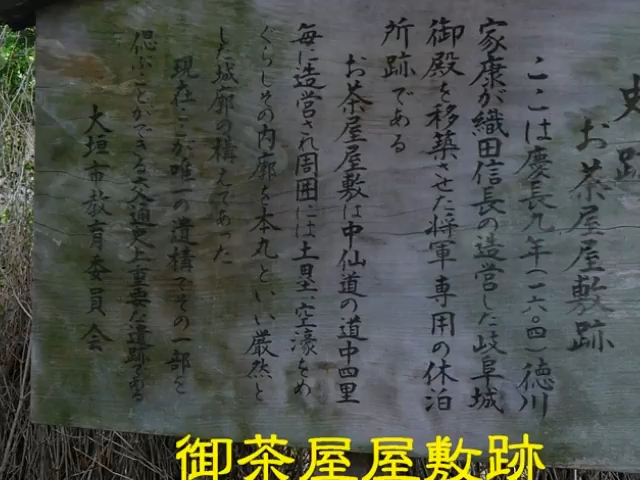 史跡
お茶屋屋敷跡
ここは慶長九年(一六〇四)徳川
家康が織田信長の造営した岐阜城
御殿を移築させた将軍専用の休泊
所跡である
お茶屋屋敷は中仙道の道中四里
毎に造営され周囲には土塁、空濠をめ
ぐらしその内廓を本丸といい厳然と
した城廓の構えであった
現在ここが唯一の遺構でその一部を
偲ぶことができる交通史上重要な遺跡である
大垣市教育委員会
御茶屋屋敷跡